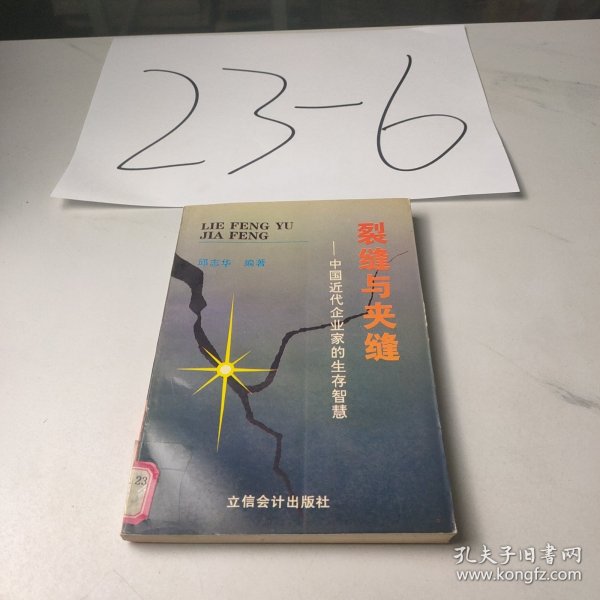 23-6
LIE FENG YU
JIA FENG
邱志华 编著
裂缝与夹缝
——中国近代企业家的生存智慧
23
立信会计出版社
孔夫子旧书网
www.kongfz.com